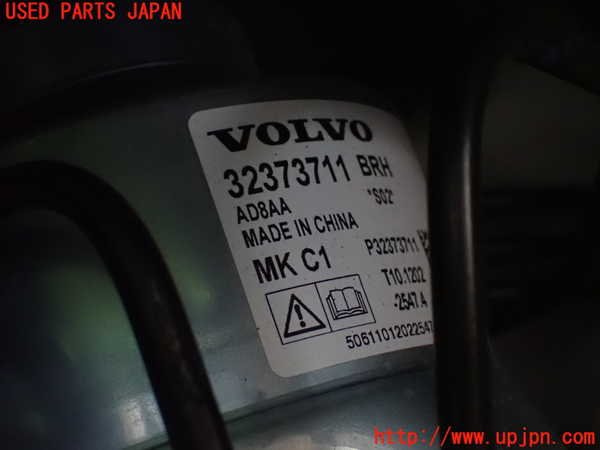 USED PARTS JAPAN
VOLVO
32373711 BRH
AD8AA "S02"
MADE IN CHINA
MK C1
P32373711
T10.1202
-2547 A
50611012022547
http://www.upjpn.com/